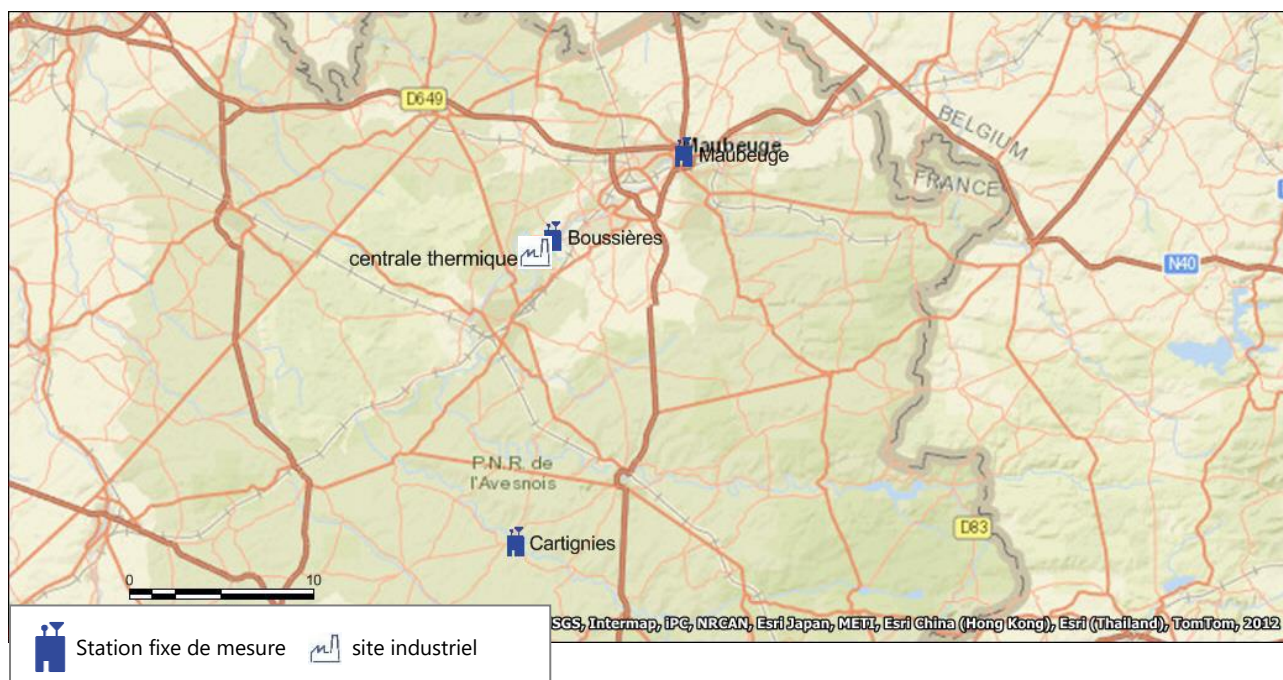 D649
BELGIUM
Maubeuge
Maubeuge
FRANCE
Boussières
centrale thermique
N40
P.N.R. de
l'Avesnois
D83
Cartignies
0 10
SGS, Intermap, iPC, NRCAN, Esri Japan, METI, Esri China (Hong Kong), Esri (Thailand), TomTom, 2012
Station fixe de mesure site industriel